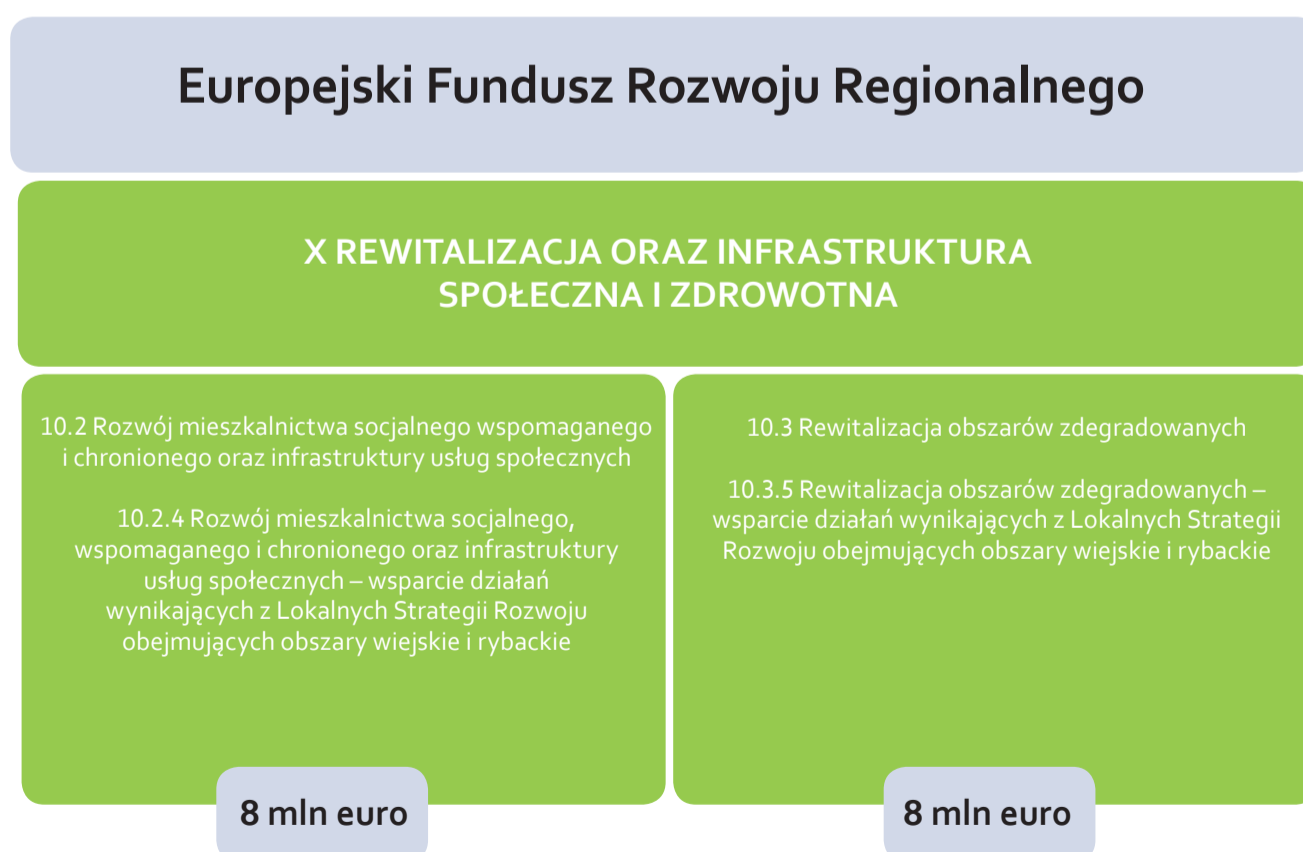 Europejski Fundusz Rozwoju Regionalnego
X REWITALIZACJA ORAZ INFRASTRUKTURA
SPOŁECZNA I ZDROWOTNA
10.2 Rozwój mieszkalnictwa socjalnego wspomaganego
i chronionego oraz infrastruktury usług społecznych
10.2.4 Rozwój mieszkalnictwa socjalnego,
wspomaganego i chronionego oraz infrastruktury
usług społecznych – wsparcie działań
wynikających z Lokalnych Strategii Rozwoju
obejmujących obszary wiejskie i rybackie
8 mln euro
10.3 Rewitalizacja obszarów zdegradowanych
10.3.5 Rewitalizacja obszarów zdegradowanych –
wsparcie działań wynikających z Lokalnych Strategii
Rozwoju obejmujących obszary wiejskie i rybackie
8 mln euro